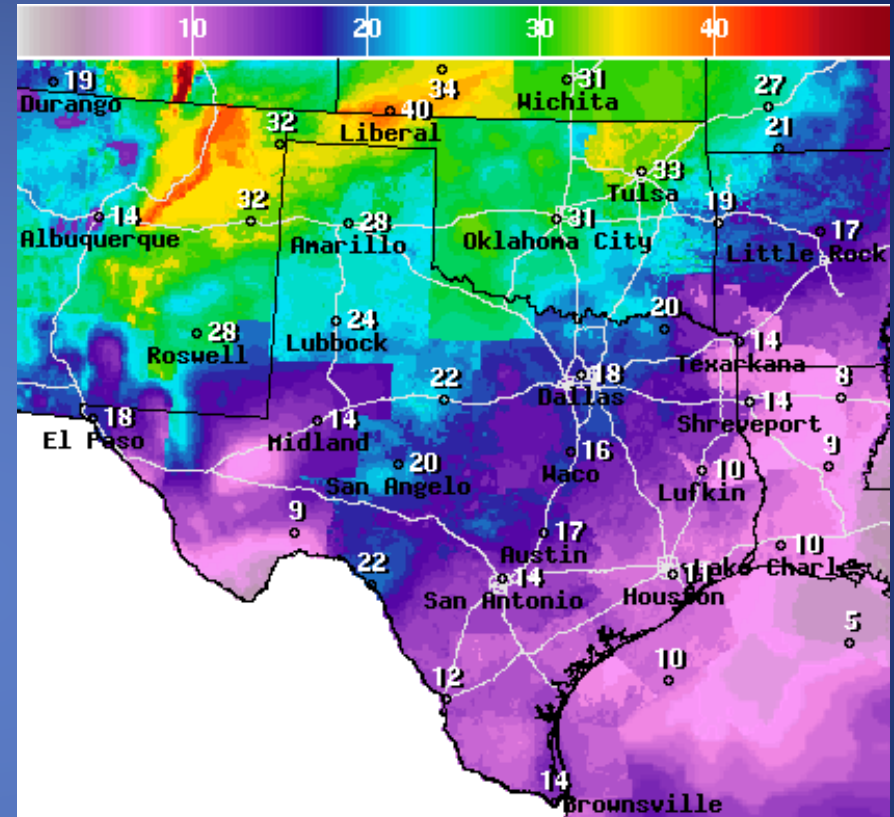 10 20 30 40
19
Durango
34
31
Wichita
27
40
Liberal
32
21
33
Tulsa
14
Albuquerque
32
28
Amarillo
31
Oklahoma City
19
17
Little Rock
28
Roswell
24
Lubbock
20
14
Texarkana
18
El Paso
14
Midland
22
18
Dallas
14
Shreveport
8
20
San Angelo
16
Waco
10
Lufkin
9
9
17
Austin
10
Lake Charles
22
14
San Antonio
11
Houston
5
12
10
14
Brownsville